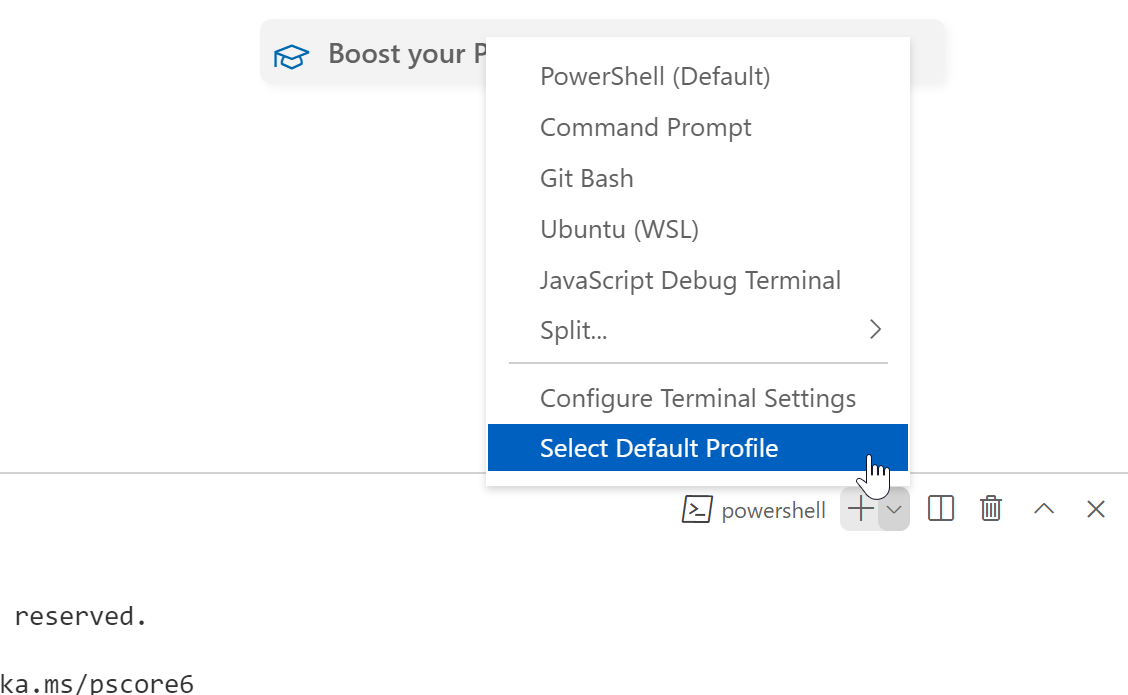 Boost your P
PowerShell (Default)
Command Prompt
Git Bash
Ubuntu (WSL)
JavaScript Debug Terminal
Split...
Configure Terminal Settings
Select Default Profile
powershell
reserved.
ka.ms/pscore6